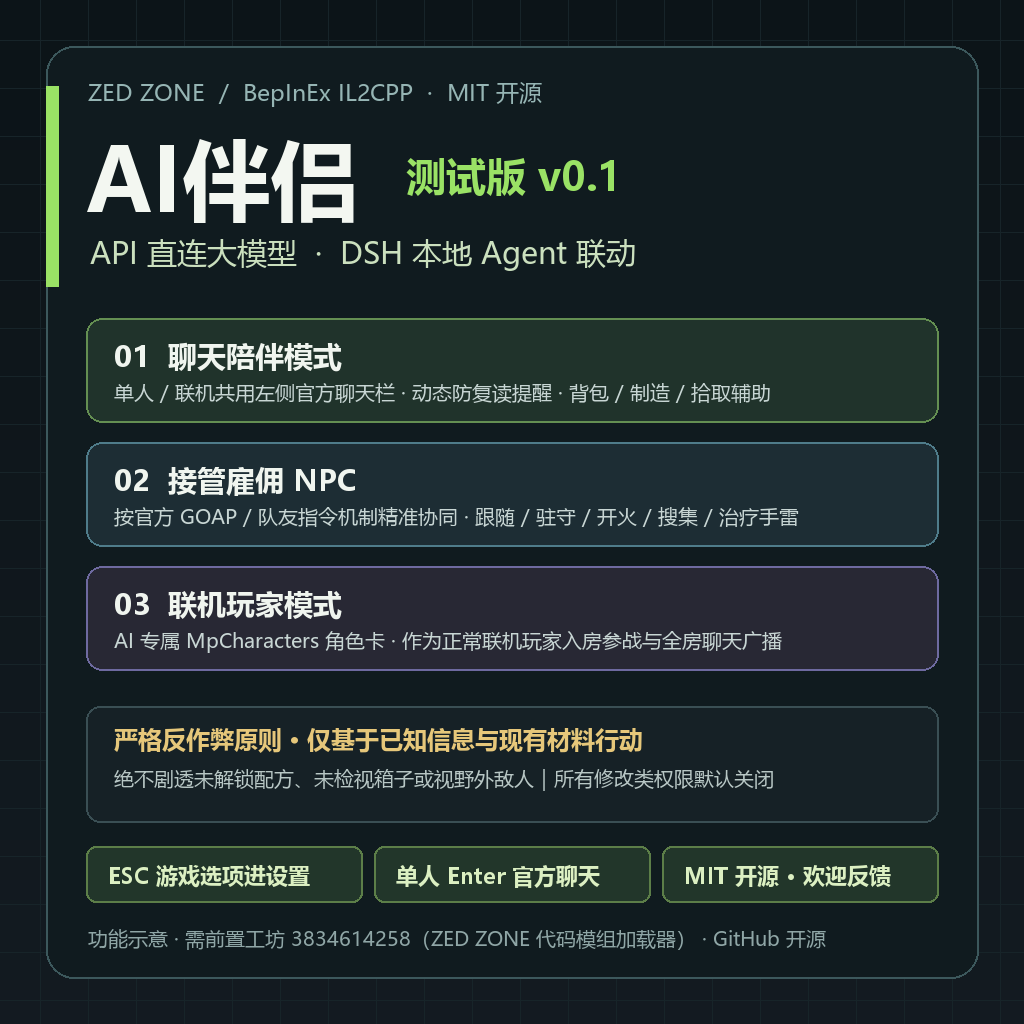 ZED ZONE / BepInEx IL2CPP · MIT 开源
AI伴侣 测试版 v0.1
API 直连大模型 · DSH 本地 Agent 联动
01 聊天陪伴模式
单人 / 联机共用左侧官方聊天栏 · 动态防复读提醒 · 背包 / 制造 / 拾取辅助
02 接管雇佣 NPC
按官方 GOAP / 队友指令机制精准协同 · 跟随 / 驻守 / 开火 / 搜集 / 治疗手雷
03 联机玩家模式
AI 专属 MpCharacters 角色卡 · 作为正常联机玩家入房参战与全房聊天广播
严格反作弊原则 · 仅基于已知信息与现有材料行动
绝不剧透未解锁配方、未检视箱子或视野外敌人 | 所有修改类权限默认关闭
ESC 游戏选项进设置
单人 Enter 官方聊天
MIT 开源 · 欢迎反馈
功能示意 · 需前置工坊 3834614258（ZED ZONE 代码模组加载器） · GitHub 开源